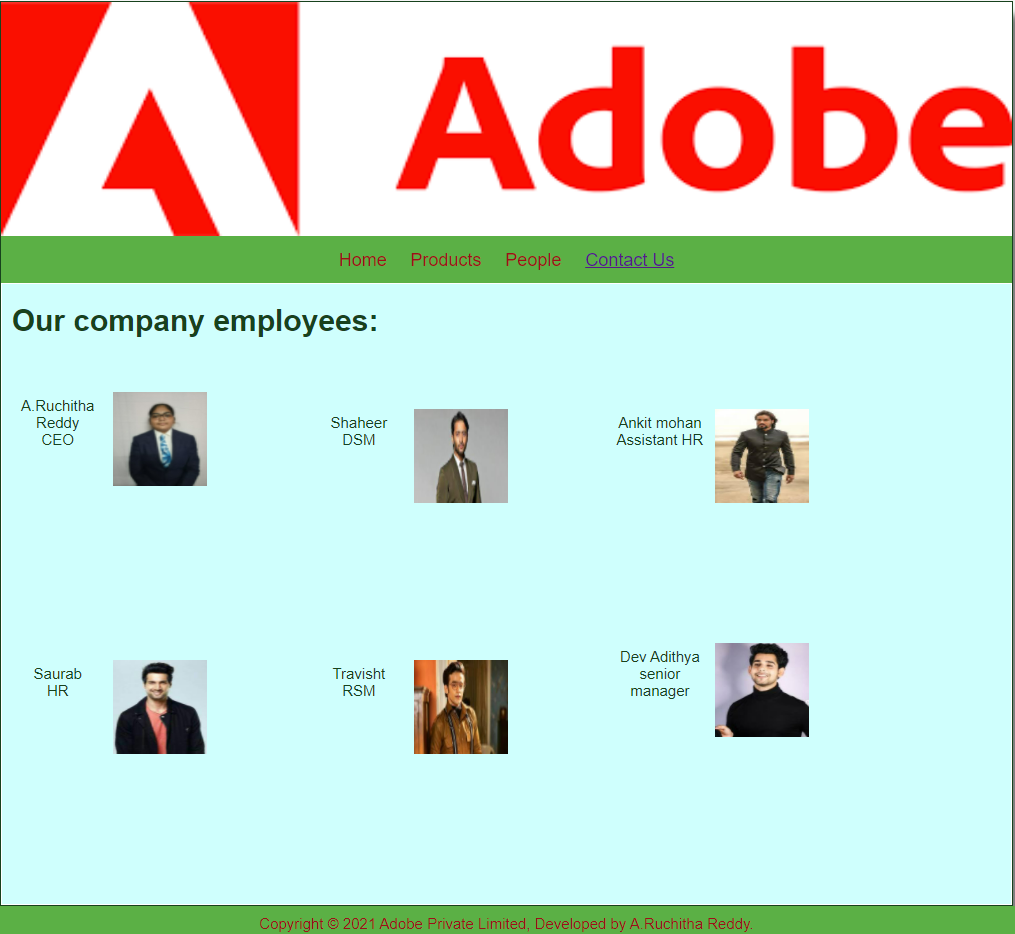 Adobe
Home Products People Contact Us
Our company employees:
A.Ruchitha
Reddy
CEO
Shaheer
DSM
Ankit mohan
Assistant HR
Saurab
HR
Travisht
RSM
Dev Adithya
senior
manager
Copyright © 2021 Adobe Private Limited, Developed by A.Ruchitha Reddy.